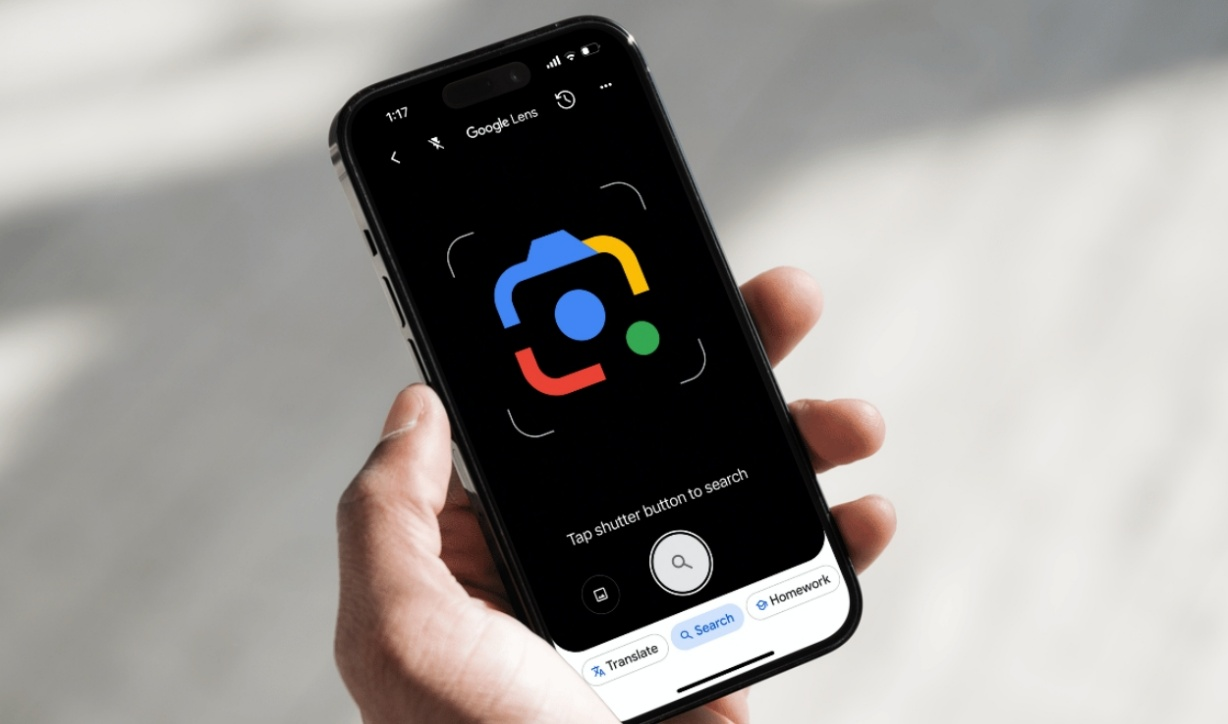 1:17
Google Lens
Tap shutter button to search
Translate
Search
Homework